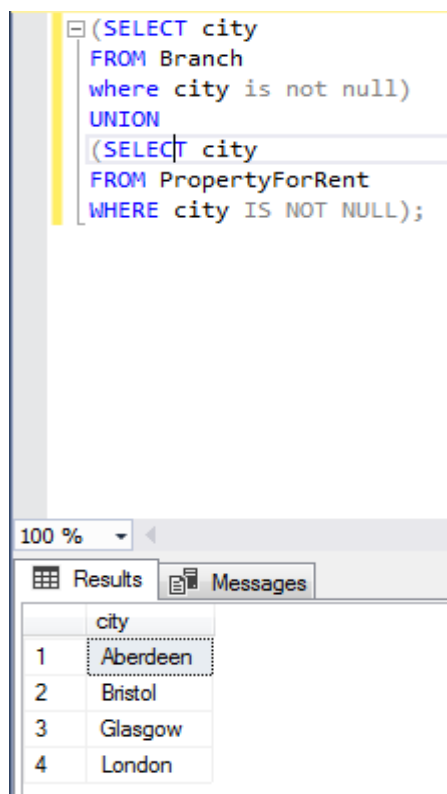 (SELECT city
FROM Branch
where city is not null)
UNION
(SELECT city
FROM PropertyForRent
WHERE city IS NOT NULL);
100 %
Results Messages
city
1 Aberdeen
2 Bristol
3 Glasgow
4 London